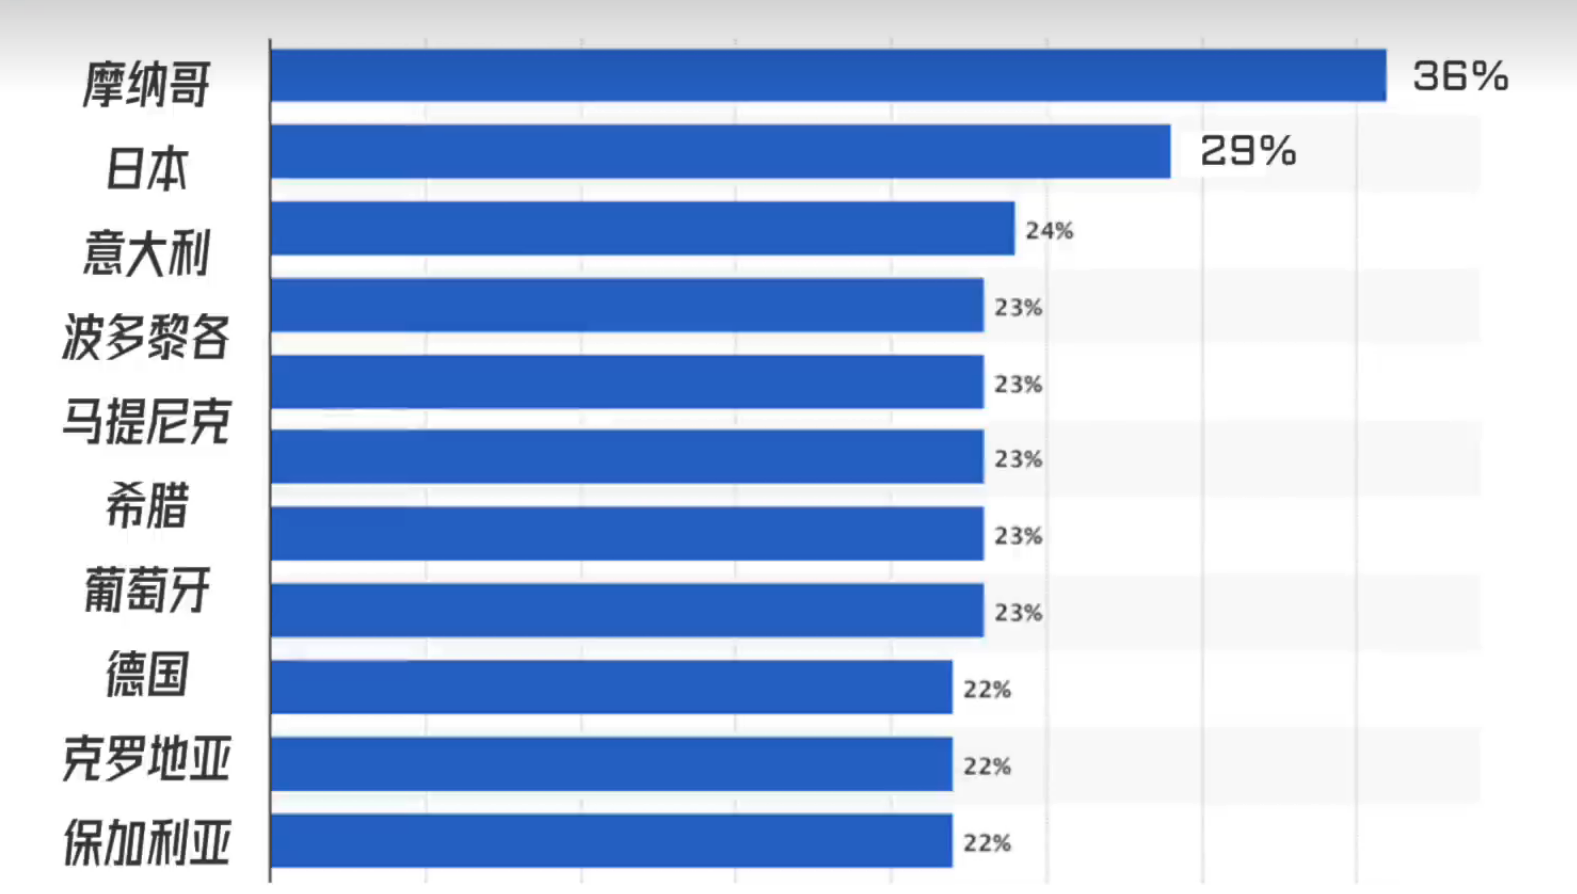 摩纳哥 36%
日本 29%
意大利 24%
波多黎各 23%
马提尼克 23%
希腊 23%
葡萄牙 23%
德国 23%
克罗地亚 22%
保加利亚 22%
22%